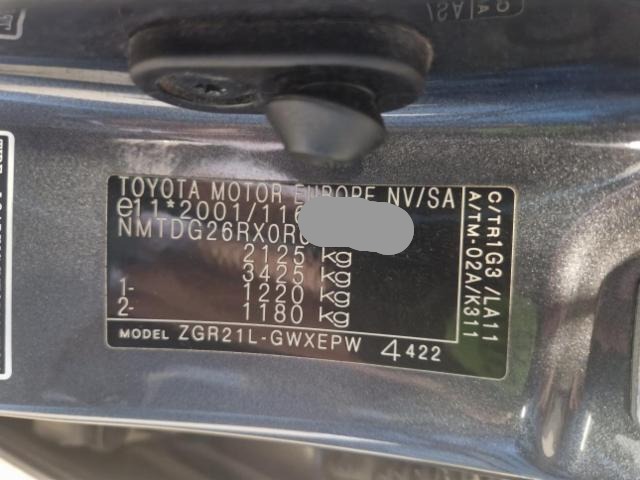 TOYOTA MOTOR EUROPE NV/SA
e11*2001/116
NMTDG26RX0R
2125 Kg
3425 Kg
1- 1220 Kg
2- 1180 Kg
MODEL ZGR21L-GWXEPW 4422
C/TR1G3 /LA11
A/TM-02A/K311